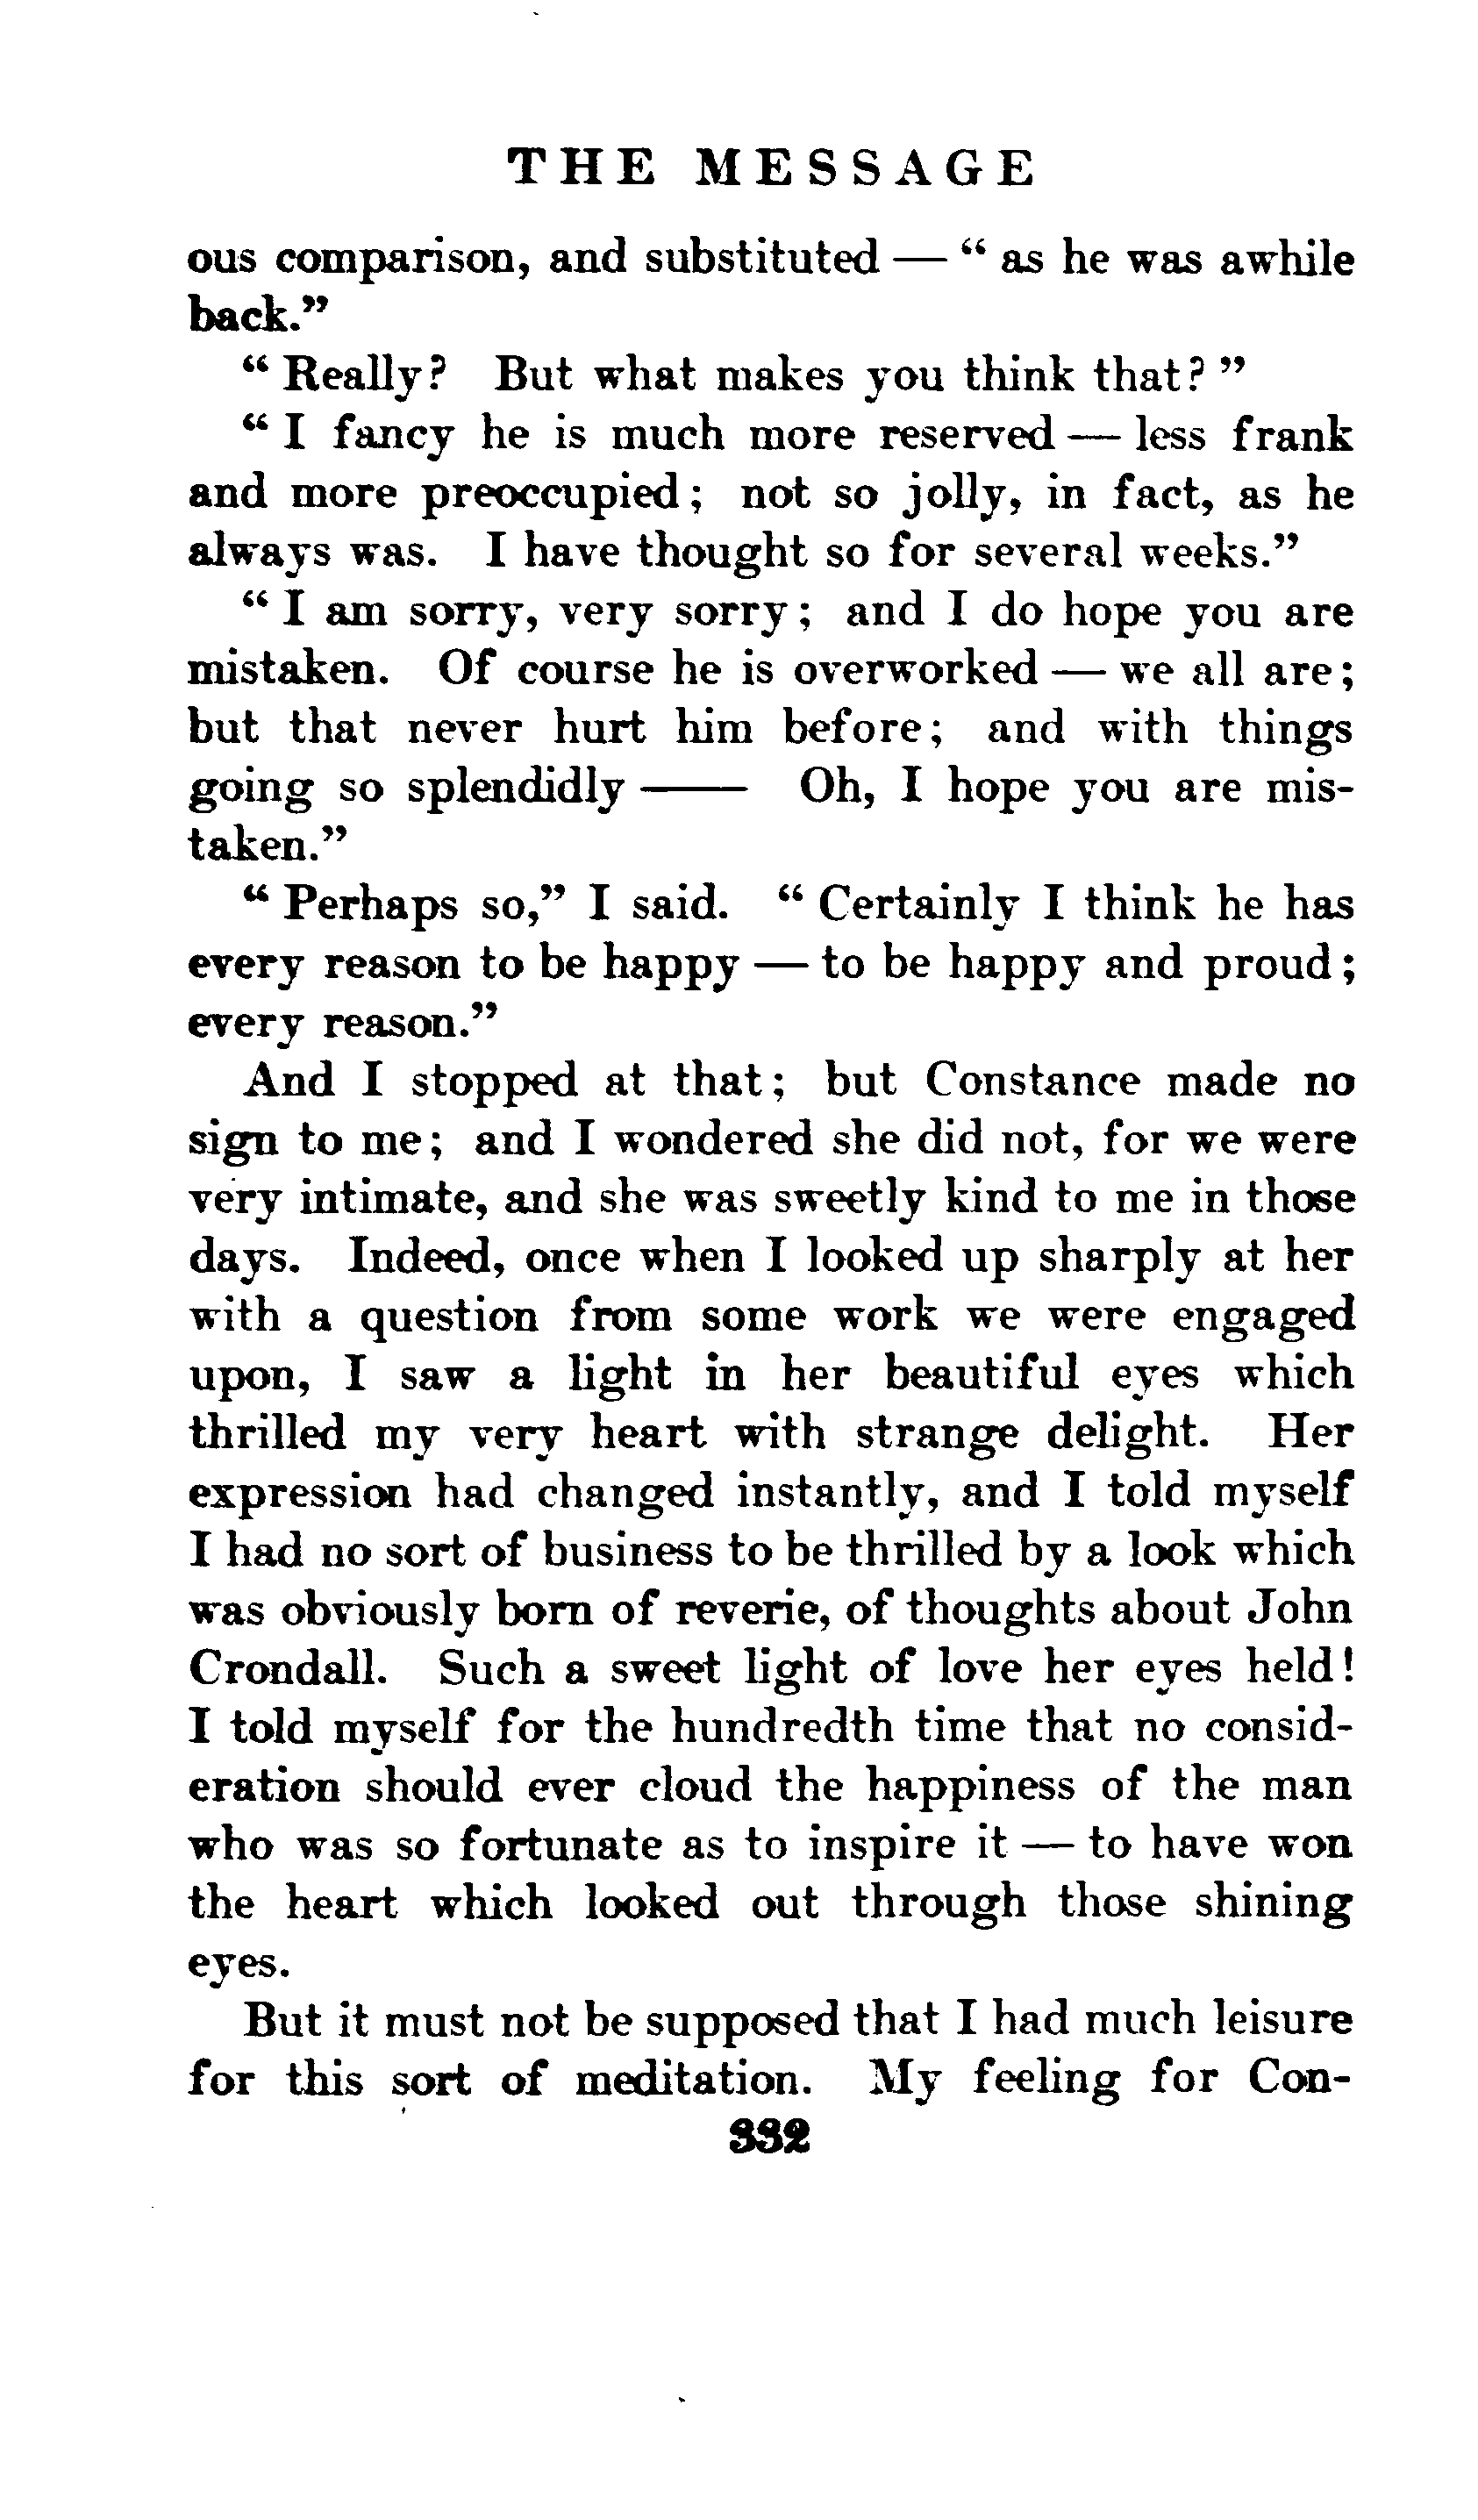 THE MESSAGE
ous comparison, and substituted — " as he was awhile
back."
" Really? But what makes you think that? "
" I fancy he is much more reserved — less frank
and more preoccupied; not so jolly, in fact, as he
always was. I have thought so for several weeks."
" I am sorry, very sorry; and I do hope you are
mistaken. Of course he is overworked — we all are;
but that never hurt him before; and with things
going so splendidly —— Oh, I hope you are mis-
taken."
" Perhaps so," I said. " Certainly I think he has
every reason to be happy — to be happy and proud;
every reason."
And I stopped at that; but Constance made no
sign to me; and I wondered she did not, for we were
very intimate, and she was sweetly kind to me in those
days. Indeed, once when I looked up sharply at her
with a question from some work we were engaged
upon, I saw a light in her beautiful eyes which
thrilled my very heart with strange delight. Her
expression had changed instantly, and I told myself
I had no sort of business to be thrilled by a look which
was obviously born of reverie, of thoughts about John
Crondall. Such a sweet light of love her eyes held!
I told myself for the hundredth time that no consid-
eration should ever cloud the happiness of the man
who was so fortunate as to inspire it — to have won
the heart which looked out through those shining
eyes.
But it must not be supposed that I had much leisure
for this sort of meditation. My feeling for Con-
332